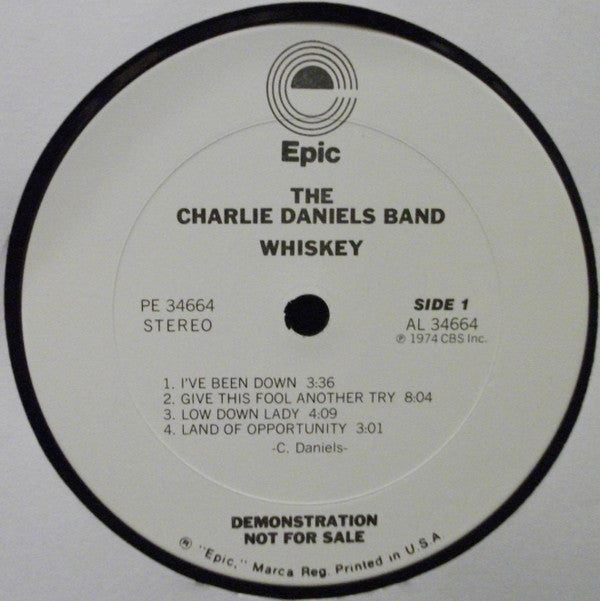 Epic
THE
CHARLIE DANIELS BAND
WHISKEY
PE 34664
STEREO
SIDE 1
AL 34664
℗ 1974 CBS Inc.
1. I'VE BEEN DOWN 3:36
2. GIVE THIS FOOL ANOTHER TRY 8:04
3. LOW DOWN LADY 4:09
4. LAND OF OPPORTUNITY 3:01
-C. Daniels-
DEMONSTRATION
NOT FOR SALE
® "Epic," Marca Reg. Printed in U.S.A